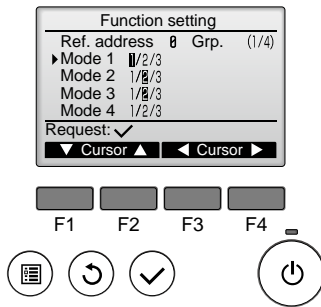 Function setting
Ref. address 0 Grp. (1/4)
Mode 1 1/2/3
Mode 2 1/2/3
Mode 3 1/2/3
Mode 4 1/2/3
Request:
Cursor Cursor
F1 F2 F3 F4